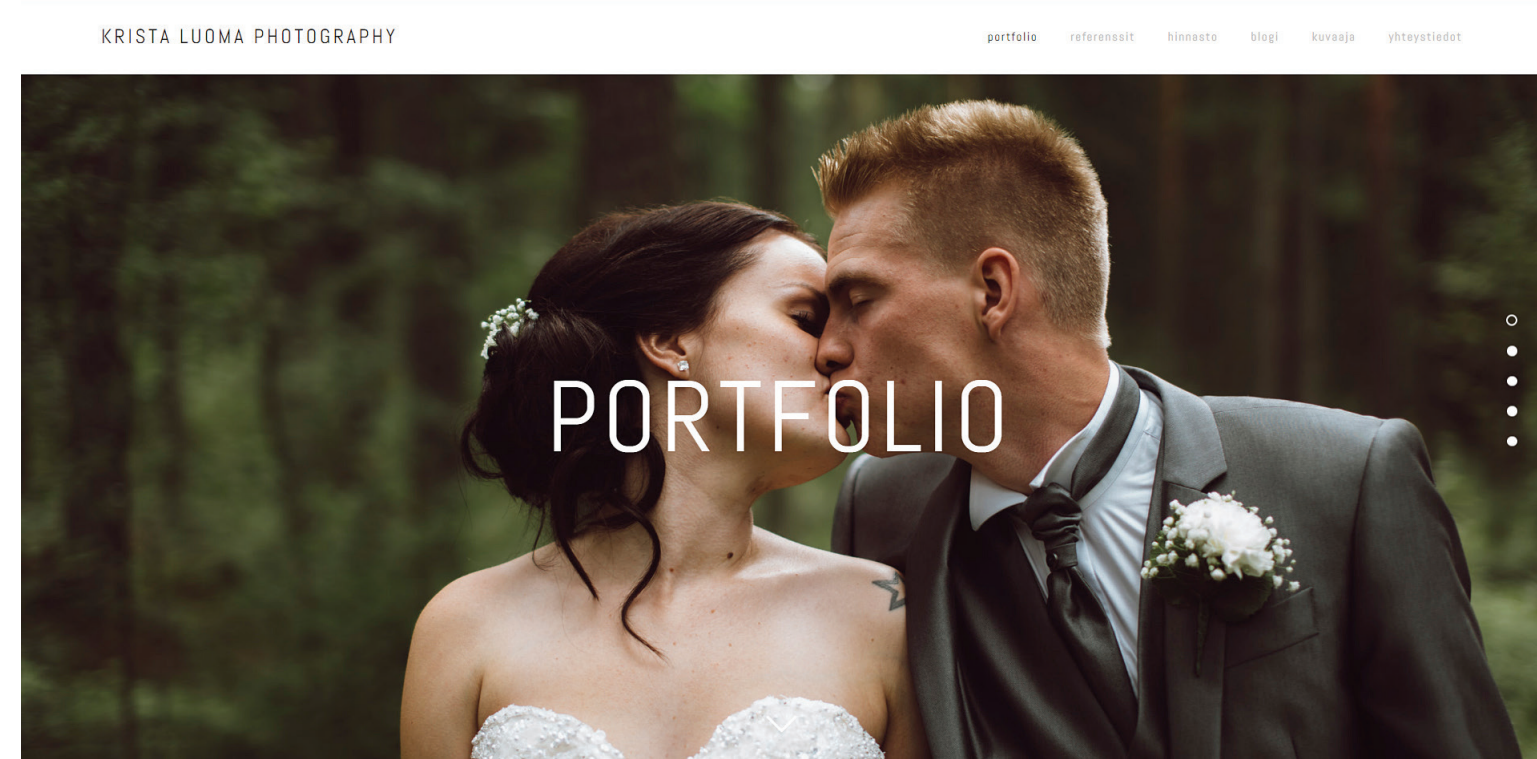 KRISTA LUOMA PHOTOGRAPHY
portfolio referenssit hinnasto blogi kuvaaja yhteystiedot
PORTFOLIO